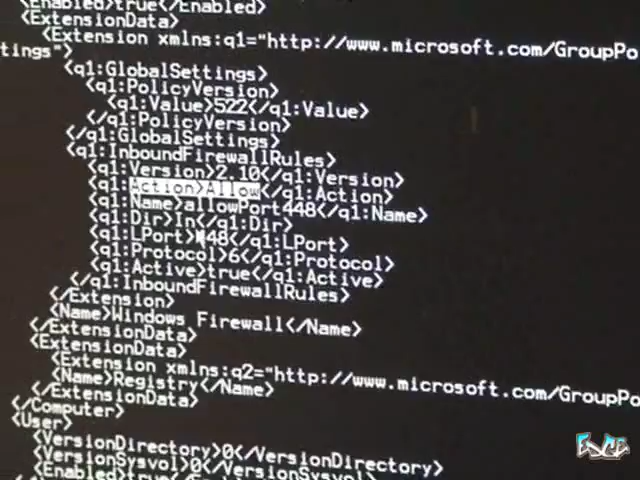 <Enabled>true</Enabled>
<ExtensionData>
<Extension xmlns:q1="http://www.microsoft.com/GroupPo
ttings">
<q1:GlobalSettings>
<q1:PolicyVersion>
<q1:Value>522</q1:Value>
</q1:PolicyVersion>
</q1:GlobalSettings>
<q1:InboundFirewallRules>
<q1:Version>2.10</q1:Version>
<q1:Action>Allow</q1:Action>
<q1:Name>allowPort448</q1:Name>
<q1:Dir>In</q1:Dir>
<q1:LPort>448</q1:LPort>
<q1:Protocol>6</q1:Protocol>
<q1:Active>true</q1:Active>
</q1:InboundFirewallRules>
</Extension>
<Name>Windows Firewall</Name>
</ExtensionData>
<ExtensionData>
<Extension xmlns:q2="http://www.microsoft.com/GroupPo
<Name>Registry</Name>
</ExtensionData>
</Computer>
<User>
<VersionDirectory>0</VersionDirectory>
<VersionSysvol>0</VersionSysvol>
<Enabled>true</Enabled>